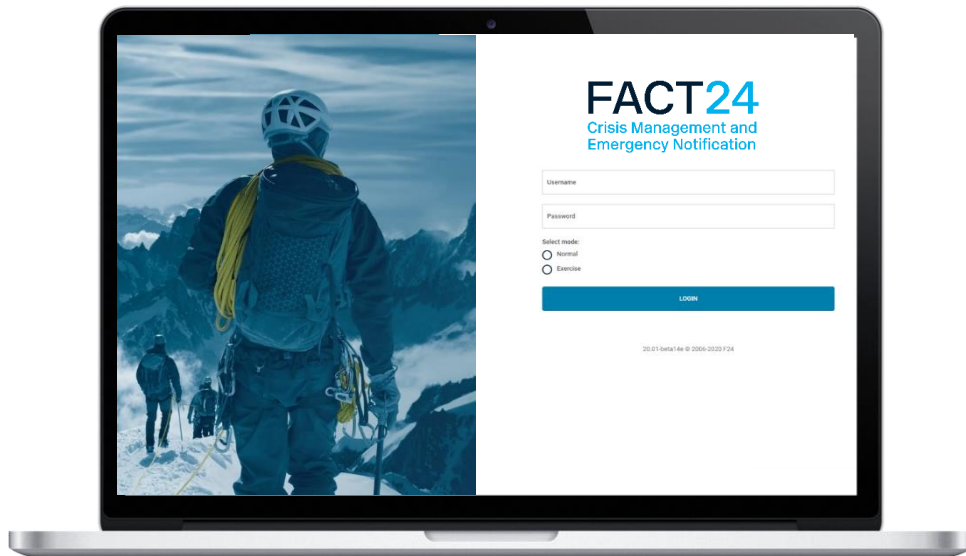 FACT24
Crisis Management and
Emergency Notification
Username
Password
Select mode:
Normal
Exercise
LOGIN
20.01-beta14e © 2006-2020 F24